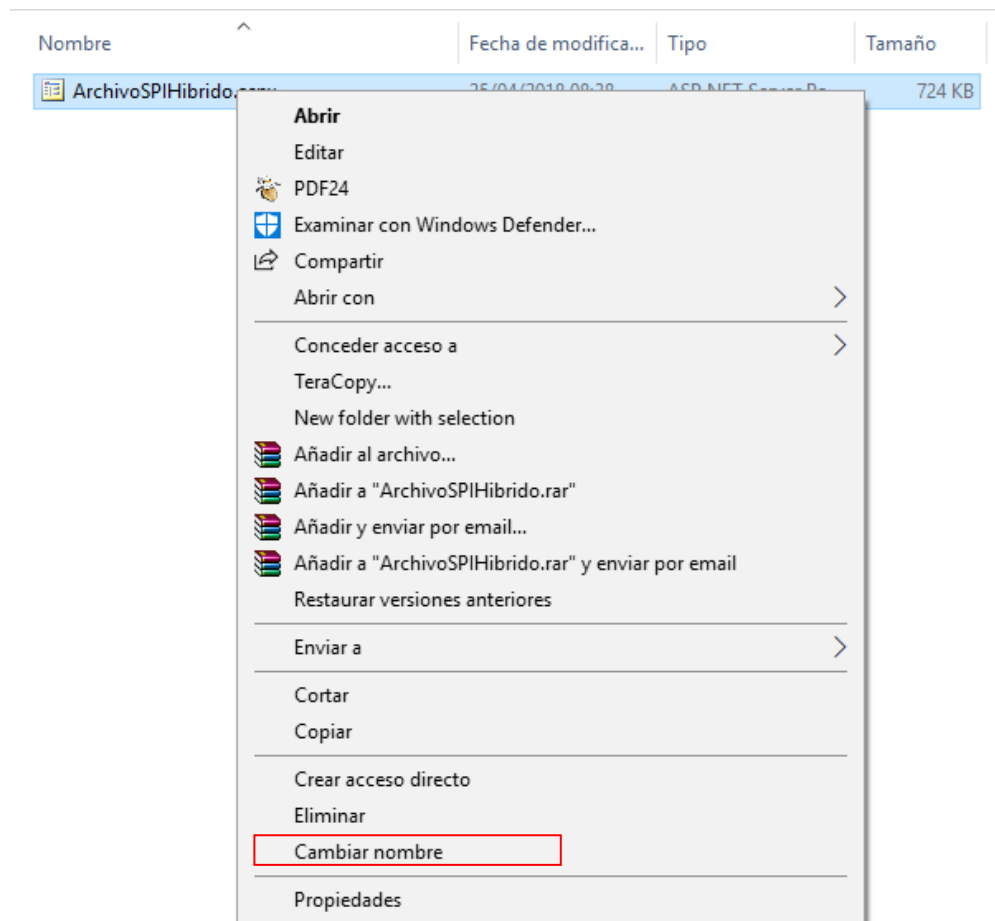 Nombre Fecha de modifica... Tipo Tamaño
ArchivoSPIHibrido. 724 KB
Abrir
Editar
PDF24
Examinar con Windows Defender...
Compartir
Abrir con
Conceder acceso a
TeraCopy...
New folder with selection
Añadir al archivo...
Añadir a "ArchivoSPIHibrido.rar"
Añadir y enviar por email...
Añadir a "ArchivoSPIHibrido.rar" y enviar por email
Restaurar versiones anteriores
Enviar a
Cortar
Copiar
Crear acceso directo
Eliminar
Cambiar nombre
Propiedades